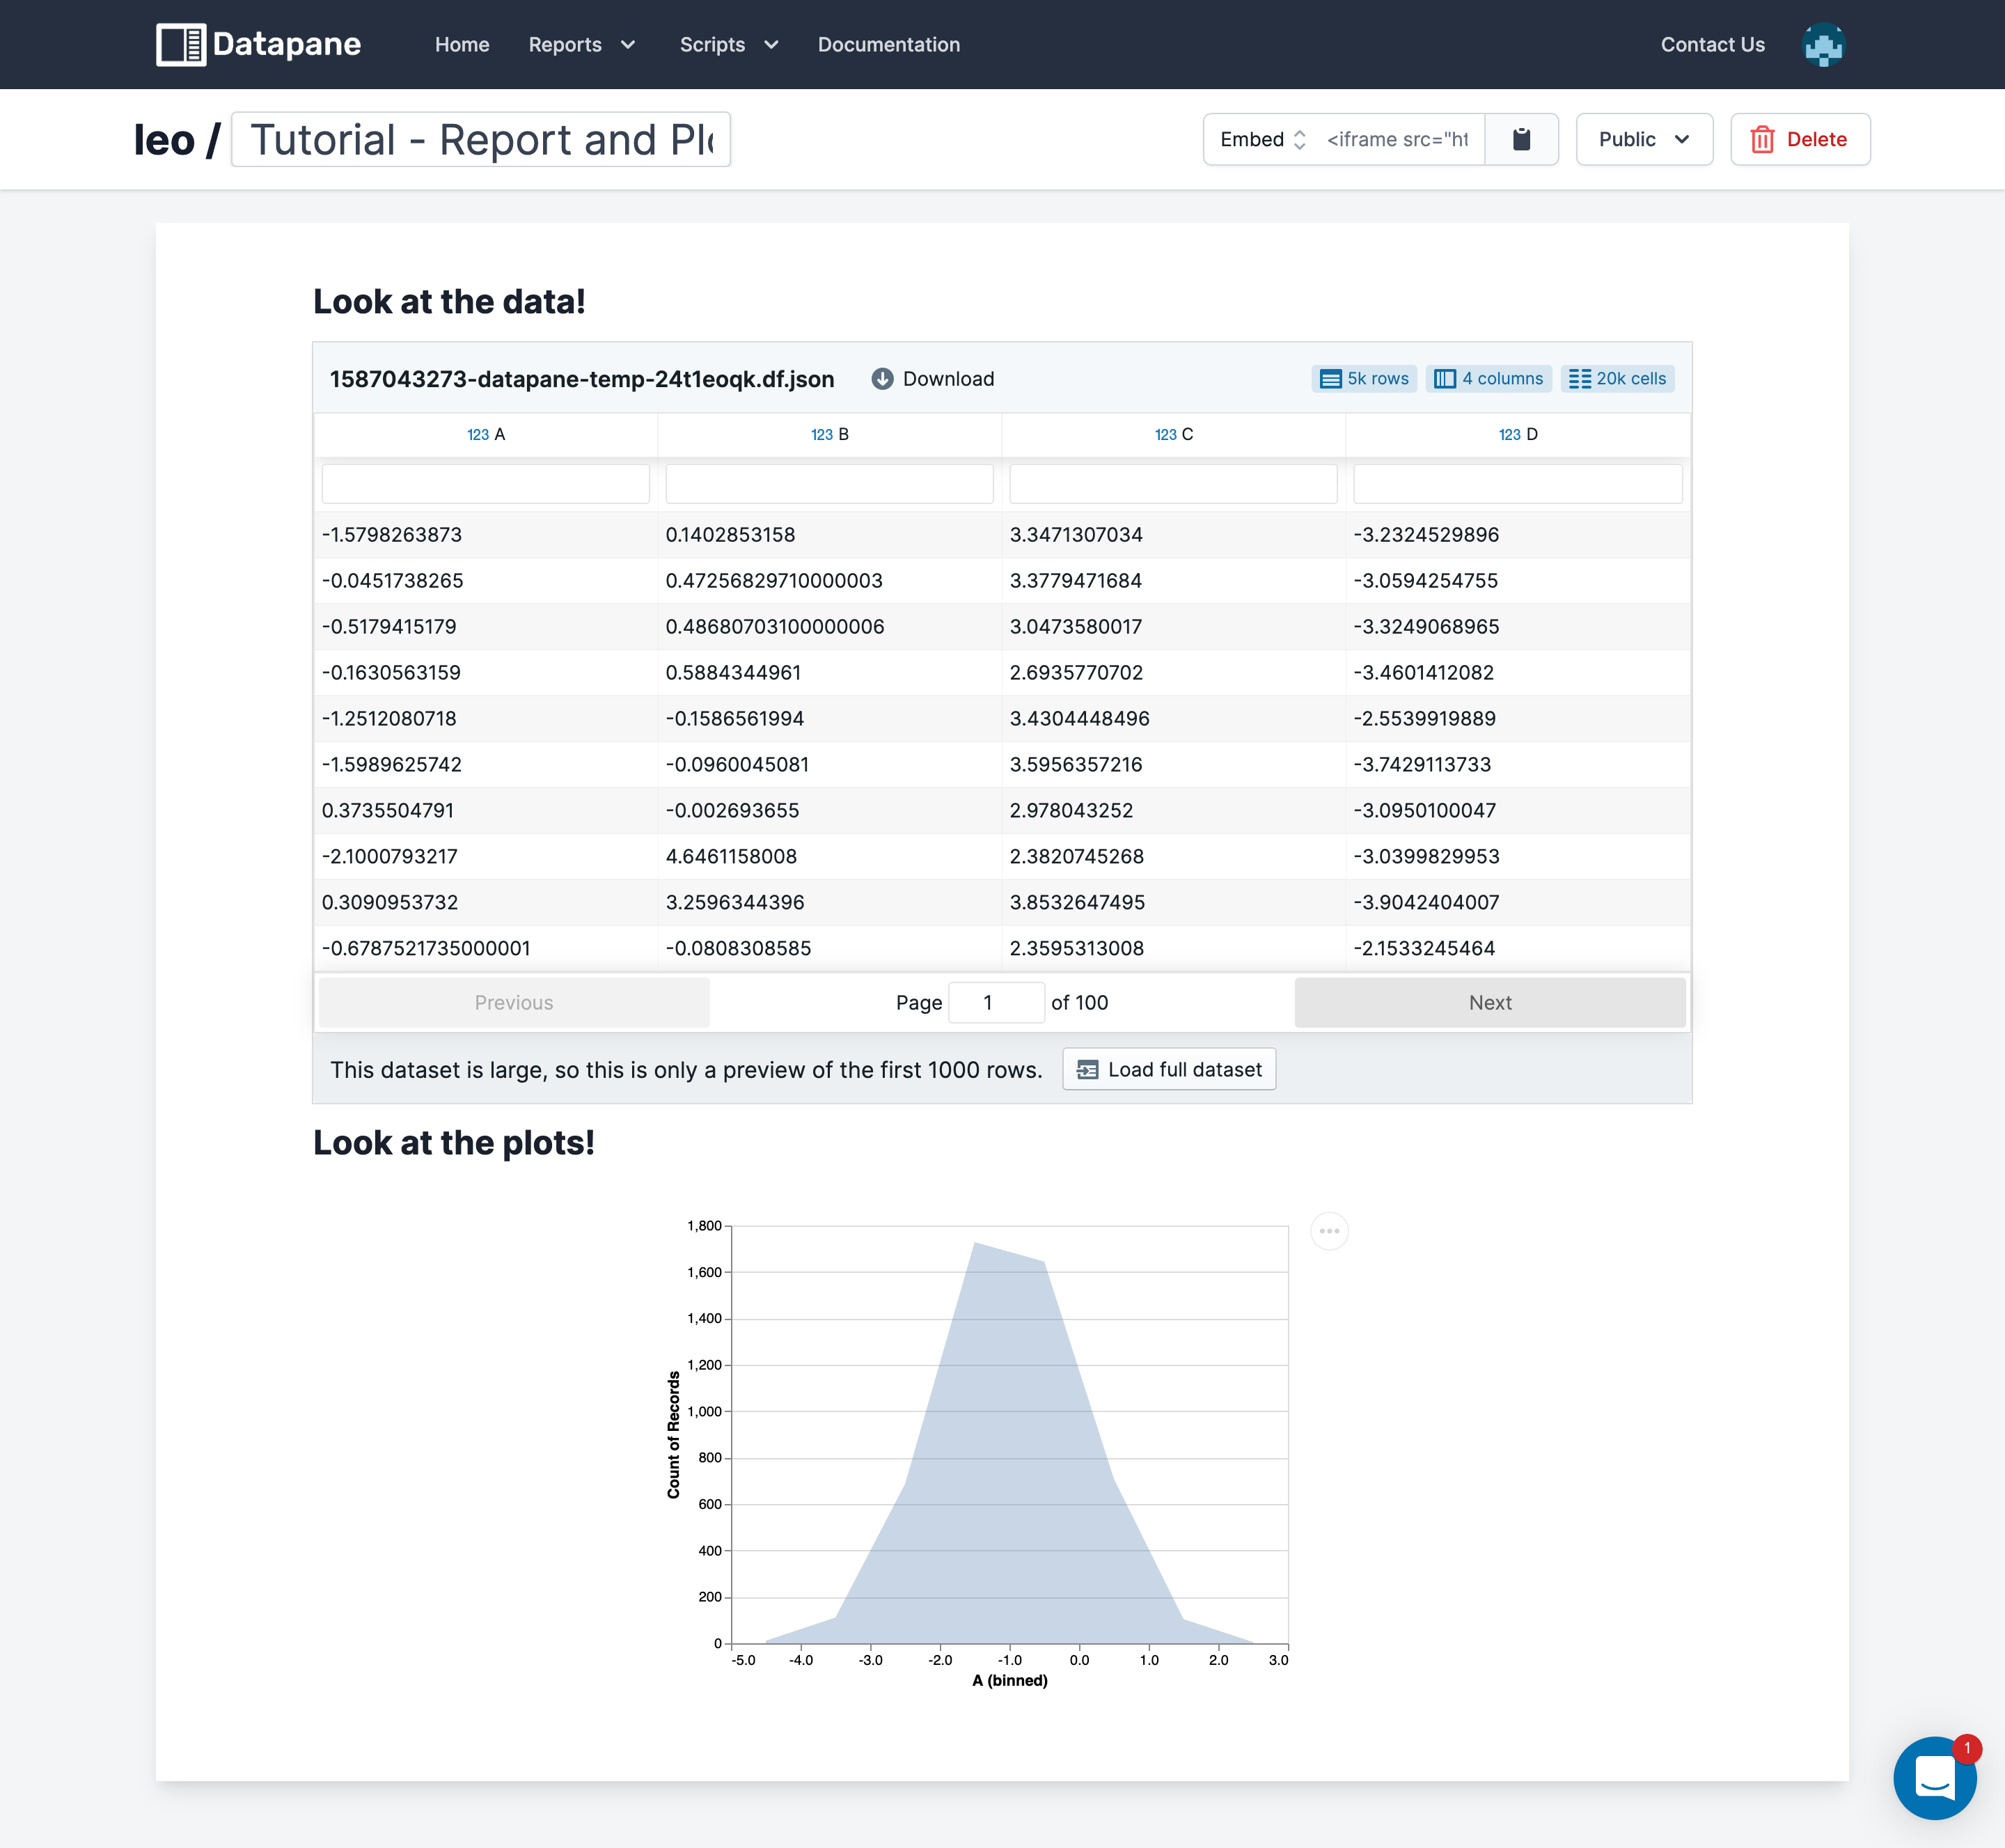 Datapane Home Reports Scripts Documentation Contact Us
leo / Tutorial - Report and Plo Embed <iframe src="ht Public Delete
Look at the data!
1587043273-datapane-temp-24t1eoqk.df.json Download 5k rows 4 columns 20k cells
123 A 123 B 123 C 123 D
-1.5798263873 0.1402853158 3.3471307034 -3.2324529896
-0.0451738265 0.47256829710000003 3.3779471684 -3.0594254755
-0.5179415179 0.48680703100000006 3.0473580017 -3.3249068965
-0.1630563159 0.5884344961 2.6935770702 -3.4601412082
-1.2512080718 -0.1586561994 3.4304448496 -2.5539919889
-1.5989625742 -0.0960045081 3.5956357216 -3.7429113733
0.3735504791 -0.002693655 2.978043252 -3.0950100047
-2.1000793217 4.6461158008 2.3820745268 -3.0399829953
0.3090953732 3.2596344396 3.8532647495 -3.9042404007
-0.6787521735000001 -0.0808308585 2.3595313008 -2.1533245464
Previous Page 1 of 100 Next
This dataset is large, so this is only a preview of the first 1000 rows. Load full dataset
Look at the plots!
1,800
1,600
1,400
1,200
1,000
800
600
400
200
0
Count of Records
-5.0 -4.0 -3.0 -2.0 -1.0 0.0 1.0 2.0 3.0
A (binned)
1